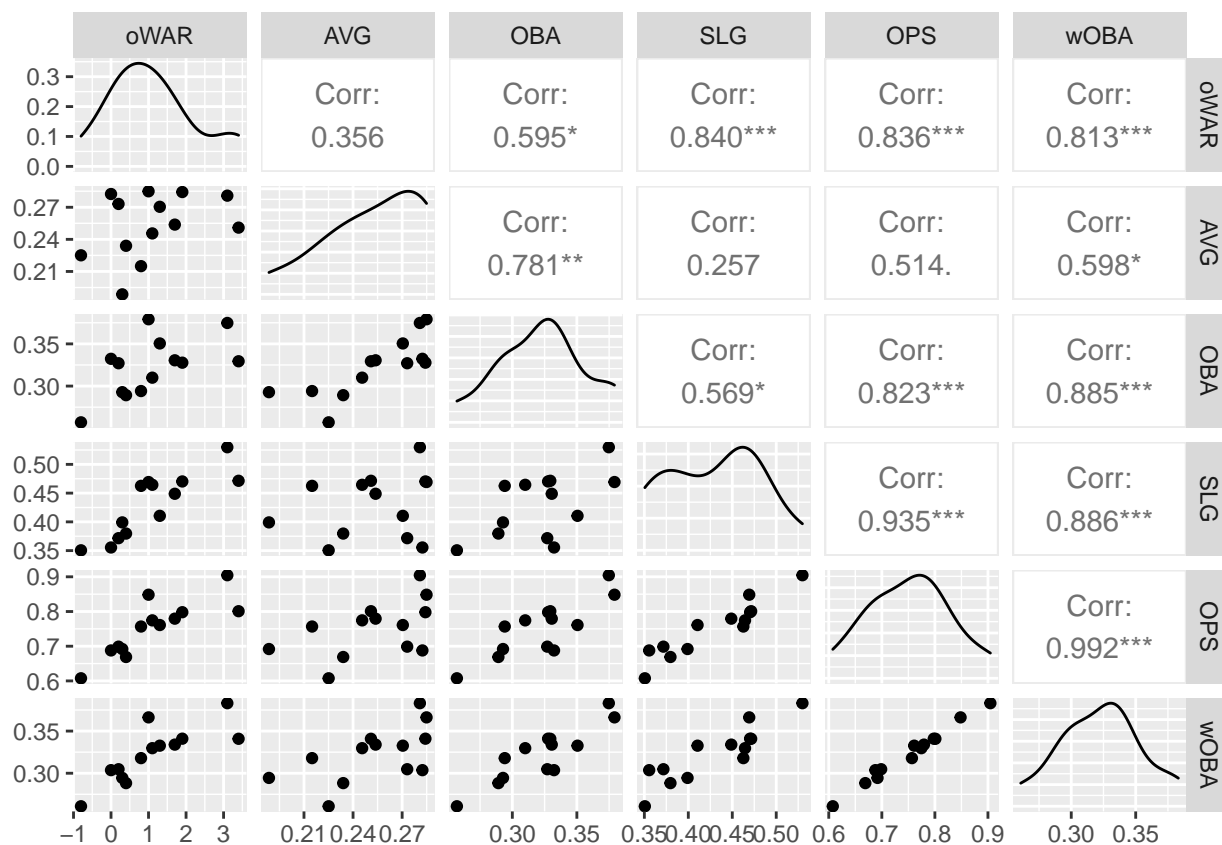 oWAR AVG OBA SLG OPS wOBA
0.3
0.2
0.1
0.0
Corr:
0.356
Corr:
0.595*
Corr:
0.840***
Corr:
0.836***
Corr:
0.813***
oWAR
0.27
0.24
0.21
Corr:
0.781**
Corr:
0.257
Corr:
0.514.
Corr:
0.598*
AVG
0.35
0.30
Corr:
0.569*
Corr:
0.823***
Corr:
0.885***
OBA
0.50
0.45
0.40
0.35
Corr:
0.935***
Corr:
0.886***
SLG
0.9
0.8
0.7
0.6
Corr:
0.992***
OPS
0.35
0.30
wOBA
−1 0 1 2 3 0.21 0.24 0.27 0.30 0.35 0.35 0.40 0.45 0.50 0.6 0.7 0.8 0.9 0.30 0.35